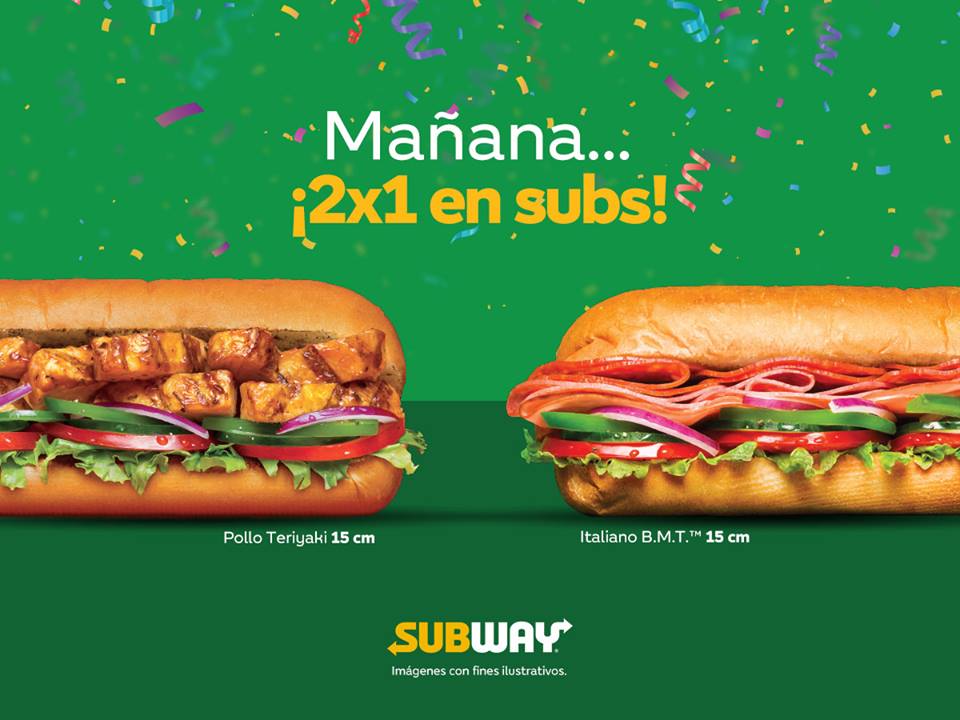 Mañana...
¡2x1 en subs!
Pollo Teriyaki 15 cm
Italiano B.M.T.™ 15 cm
SUBWAY®
Imágenes con fines ilustrativos.